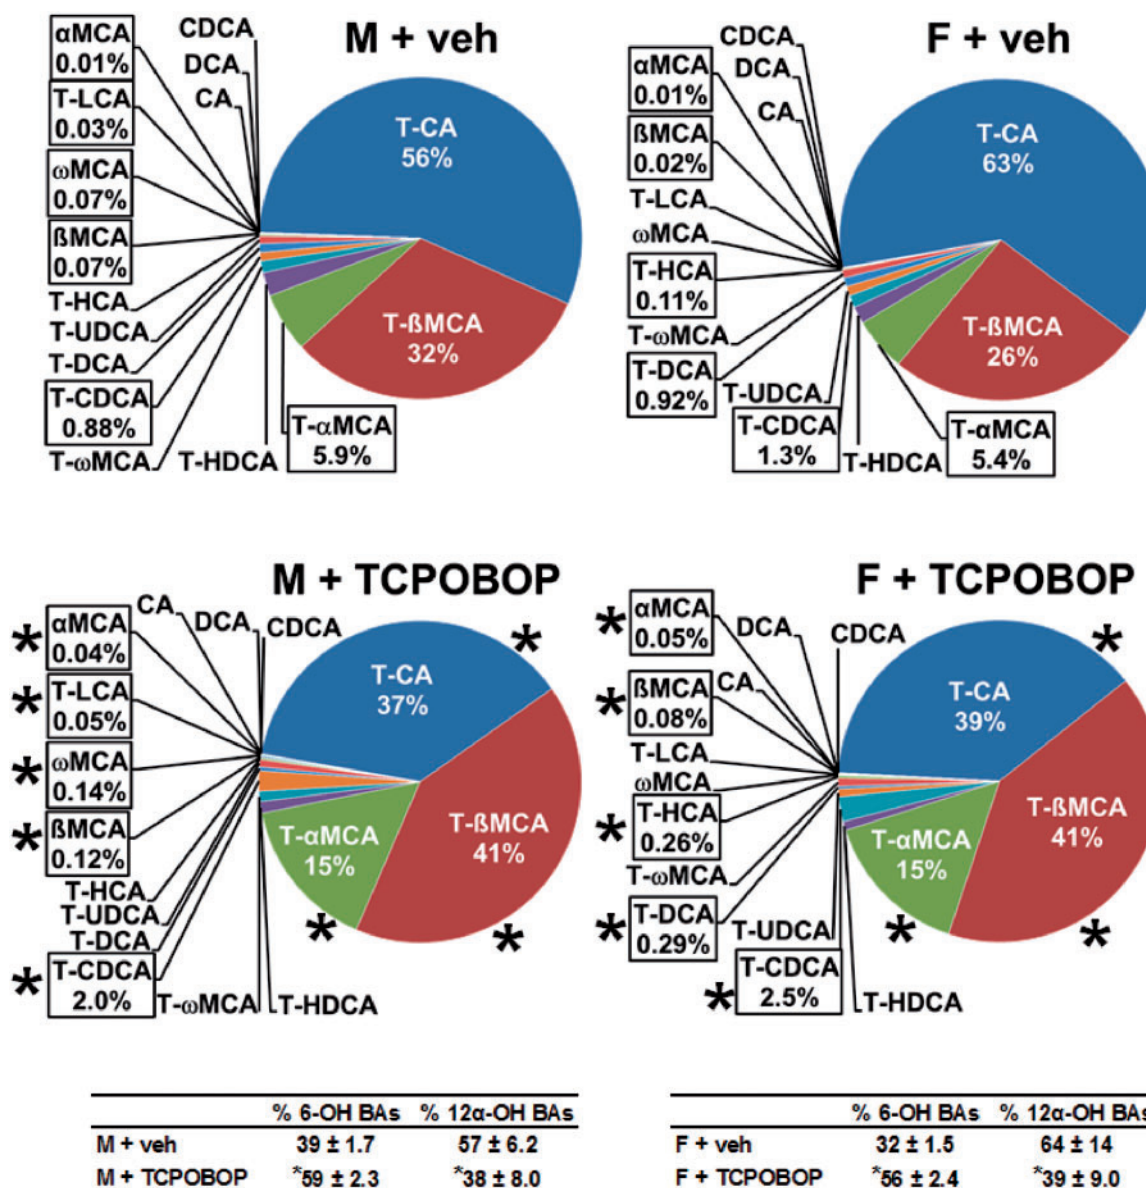 M + veh
αMCA
0.01%
T-LCA
0.03%
ωMCA
0.07%
ßMCA
0.07%
T-HCA
T-UDCA
T-DCA
T-CDCA
0.88%
T-ωMCA
CDCA
DCA
CA
T-CA
56%
T-ßMCA
32%
T-αMCA
5.9%
T-HDCA
F + veh
CDCA
DCA
CA
αMCA
0.01%
ßMCA
0.02%
T-LCA
ωMCA
T-HCA
0.11%
T-ωMCA
T-DCA
0.92%
T-UDCA
T-CDCA
1.3%
T-HDCA
T-αMCA
5.4%
T-CA
63%
T-ßMCA
26%
M + TCPOBOP
CA
DCA
CDCA
* αMCA
0.04%
* T-LCA
0.05%
* ωMCA
0.14%
* ßMCA
0.12%
T-HCA
T-UDCA
T-DCA
* T-CDCA
2.0%
T-ωMCA
T-HDCA
T-CA *
37%
T-ßMCA
41%
*
T-αMCA
15%
*
F + TCPOBOP
* αMCA
0.05%
DCA
CDCA
* ßMCA
0.08%
CA
T-LCA
ωMCA
* T-HCA
0.26%
T-ωMCA
* T-DCA
0.29%
T-UDCA
* T-CDCA
2.5%
T-HDCA
T-CA *
39%
T-ßMCA
41%
*
T-αMCA
15%
*
% 6-OH BAs % 12α-OH BAs
M + veh 39 ± 1.7 57 ± 6.2
M + TCPOBOP *59 ± 2.3 *38 ± 8.0
% 6-OH BAs % 12α-OH BAs
F + veh 32 ± 1.5 64 ± 14
F + TCPOBOP *56 ± 2.4 *39 ± 9.0